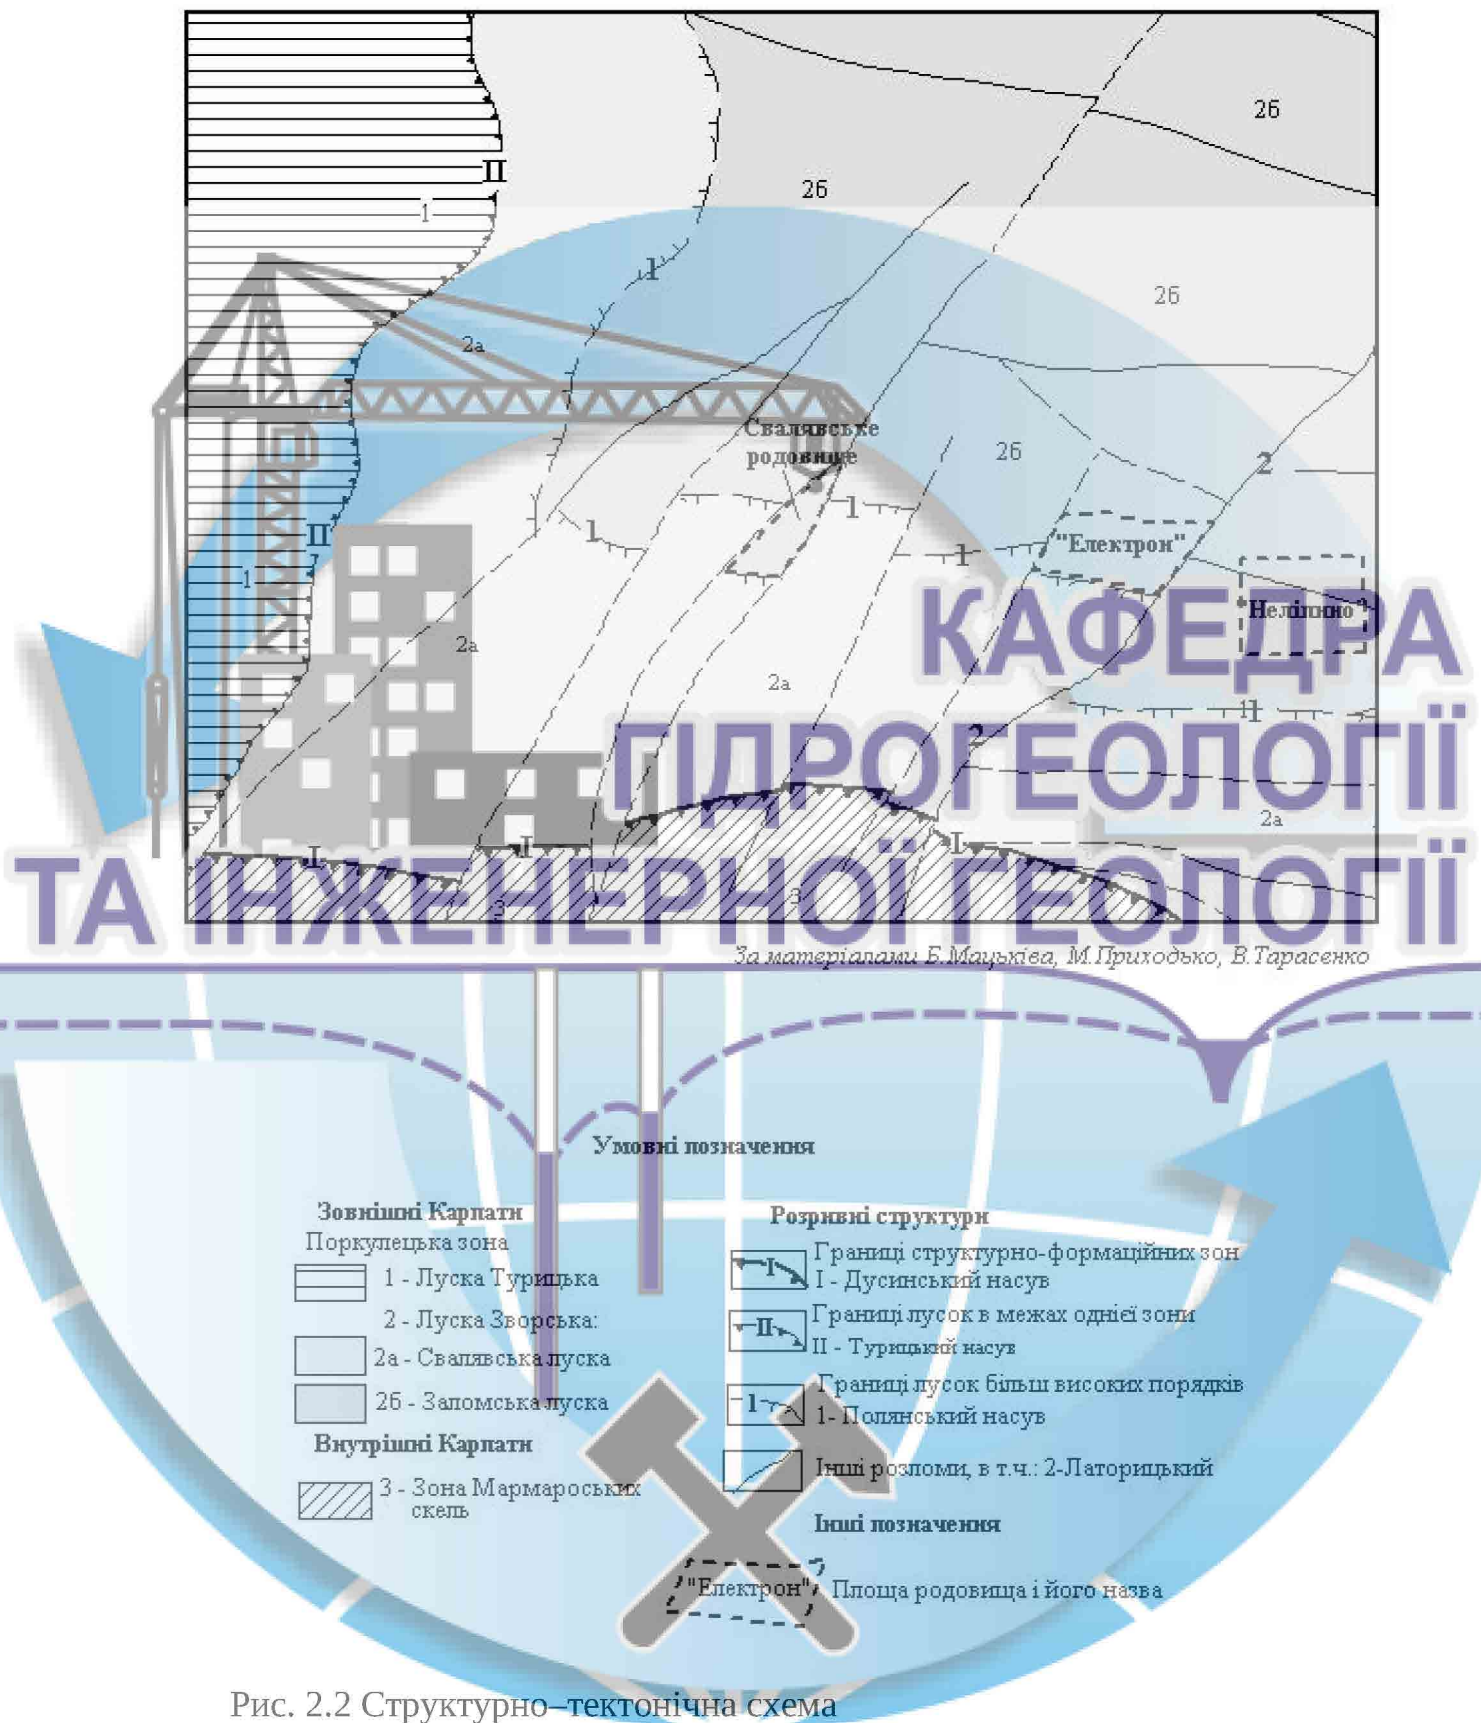 2б
2б
II
1
1
2б
2а
Свалявське
родовище
2б
2
1
1
1
II
"Електрон"
1
Неліпино
2а
2а
1
2
2а
I
I
I
3
3
КАФЕДРА
ГІДРОГЕОЛОГІЇ
ТА ІНЖЕНЕРНОЇ ГЕОЛОГІЇ
За матеріалами Б.Мацьківа, М.Приходько, В.Тарасенко
Умовні позначення
Зовнішні Карпати
Поркулецька зона
1 - Луска Турицька
2 - Луска Зворська:
2а - Свалявська луска
2б - Заломська луска
Внутрішні Карпати
3 - Зона Мармароських
скель
Розривні структури
I
Границі структурно-формаційних зон
I - Дусинський насув
II
Границі лусок в межах однієї зони
II - Турицький насув
1
Границі лусок більш високих порядків
1- Полянський насув
Інші розломи, в т.ч.: 2-Латорицький
Інші позначення
"Електрон"
Площа родовища і його назва
Рис. 2.2 Структурно–тектонічна схема